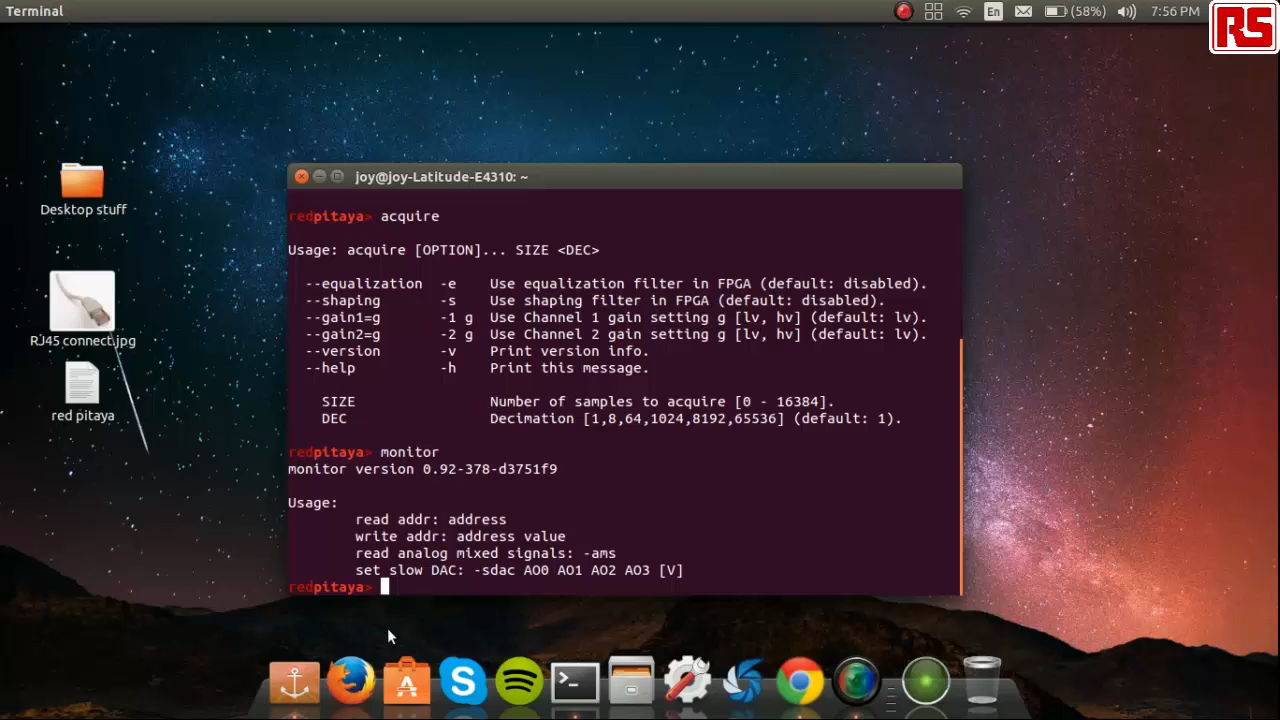 Terminal
En
(58%)
7:56 PM
RS
joy@joy-Latitude-E4310: ~
redpitaya> acquire
Usage: acquire [OPTION]... SIZE <DEC>
--equalization -e Use equalization filter in FPGA (default: disabled).
--shaping -s Use shaping filter in FPGA (default: disabled).
--gain1=g -1 g Use Channel 1 gain setting g [lv, hv] (default: lv).
--gain2=g -2 g Use Channel 2 gain setting g [lv, hv] (default: lv).
--version -v Print version info.
--help -h Print this message.
SIZE Number of samples to acquire [0 - 16384].
DEC Decimation [1,8,64,1024,8192,65536] (default: 1).
redpitaya> monitor
monitor version 0.92-378-d3751f9
Usage:
read addr: address
write addr: address value
read analog mixed signals: -ams
set slow DAC: -sdac AO0 AO1 AO2 AO3 [V]
redpitaya>
Desktop stuff
RJ45 connect.jpg
red pitaya